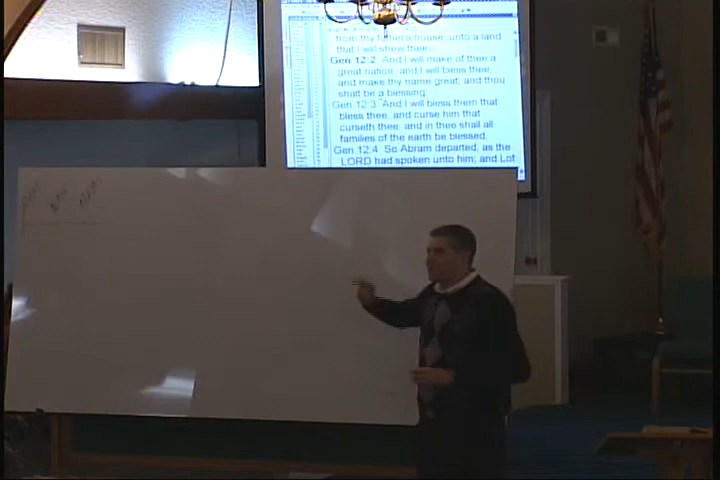 from thy father's house, unto a land
that I will shew thee:
Gen 12:2 And I will make of thee a
great nation, and I will bless thee,
and make thy name great; and thou
shalt be a blessing:
Gen 12:3 And I will bless them that
bless thee, and curse him that
curseth thee: and in thee shall all
families of the earth be blessed.
Gen 12:4 So Abram departed, as the
LORD had spoken unto him; and Lot